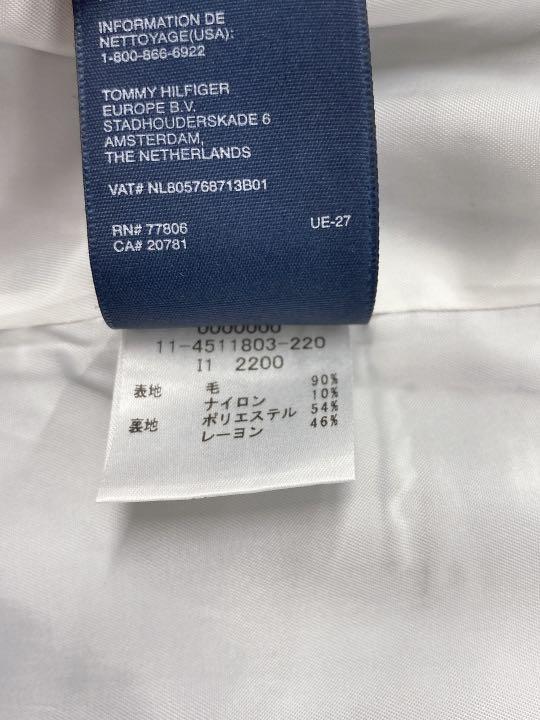 INFORMATION DE
NETTOYAGE(USA):
1-800-866-6922
TOMMY HILFIGER
EUROPE B.V.
STADHOUDERSKADE 6
AMSTERDAM,
THE NETHERLANDS
VAT# NL805768713B01
RN# 77806 UE-27
CA# 20781
0000000
11-4511803-220
I1 2200
表地 毛 90%
ナイロン 10%
裏地 ポリエステル 54%
レーヨン 46%